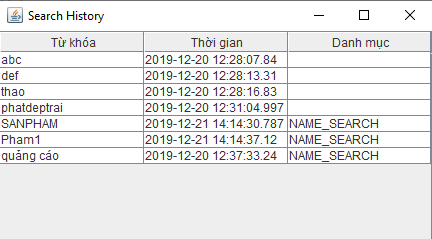 Search History
Từ khóa Thời gian Danh mục
abc 2019-12-20 12:28:07.84
def 2019-12-20 12:28:13.31
thao 2019-12-20 12:28:16.83
phatdeptrai 2019-12-20 12:31:04.997
SANPHAM 2019-12-21 14:14:30.787 NAME_SEARCH
Pham1 2019-12-21 14:14:37.12 NAME_SEARCH
quảng cáo 2019-12-20 12:37:33.24 NAME_SEARCH